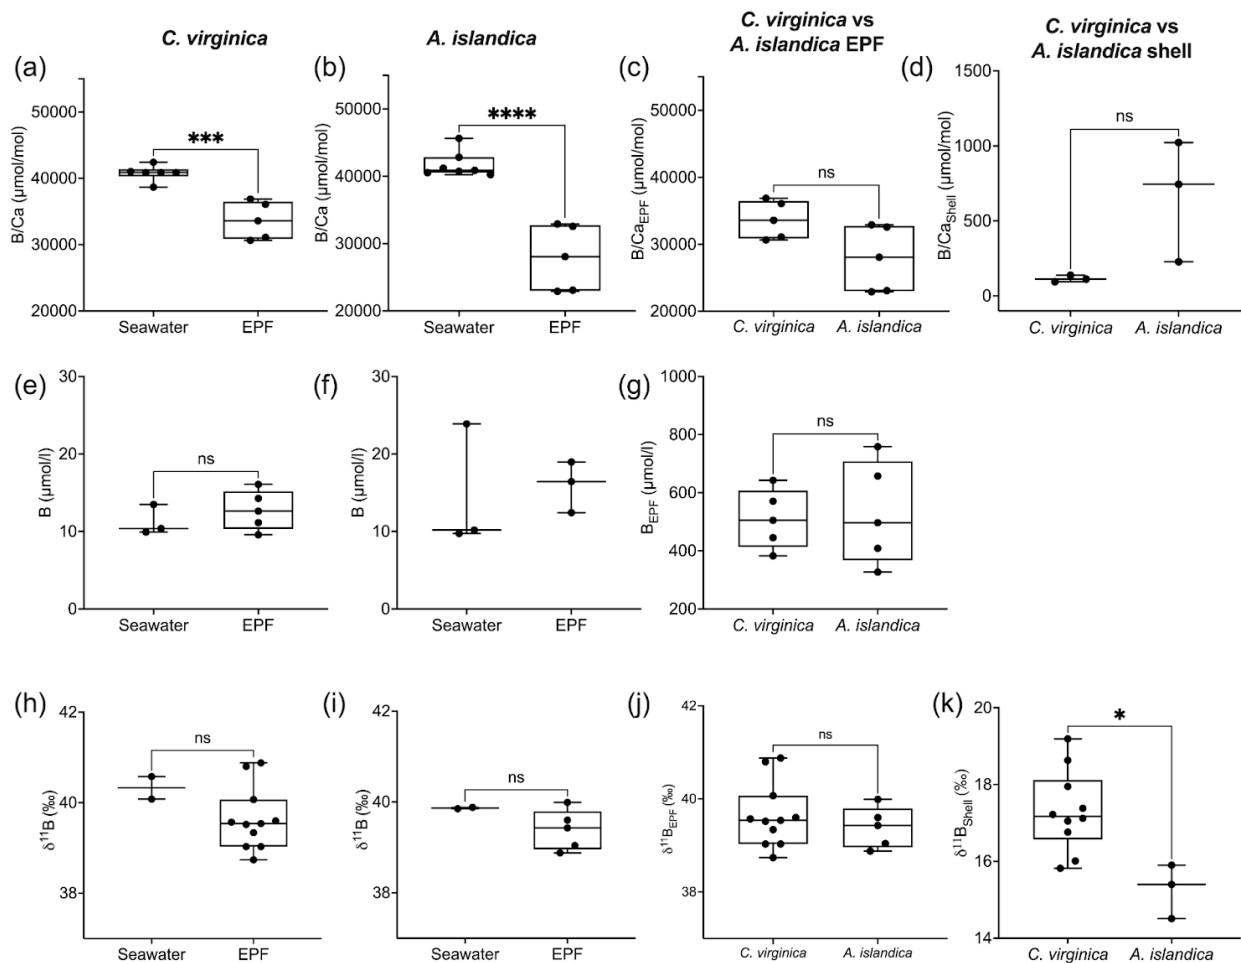 C. virginica
A. islandica
C. virginica vs
A. islandica EPF
C. virginica vs
A. islandica shell
(a)
B/Ca (µmol/mol)
50000
40000
30000
20000
***
Seawater
EPF
(b)
B/Ca (µmol/mol)
50000
40000
30000
20000
****
Seawater
EPF
(c)
B/CaEPF (µmol/mol)
50000
40000
30000
20000
ns
C. virginica
A. islandica
(d)
B/CaShell (µmol/mol)
1500
1000
500
0
ns
C. virginica
A. islandica
(e)
B (µmol/l)
30
20
10
0
ns
Seawater
EPF
(f)
B (µmol/l)
30
20
10
0
Seawater
EPF
(g)
BEPF (µmol/l)
1000
800
600
400
200
ns
C. virginica
A. islandica
(h)
δ¹¹B (‰)
42
40
38
ns
Seawater
EPF
(i)
δ¹¹B (‰)
42
40
38
ns
Seawater
EPF
(j)
δ¹¹BEPF (‰)
42
40
38
ns
C. virginica
A. islandica
(k)
δ¹¹BShell (‰)
20
18
16
14
*
C. virginica
A. islandica